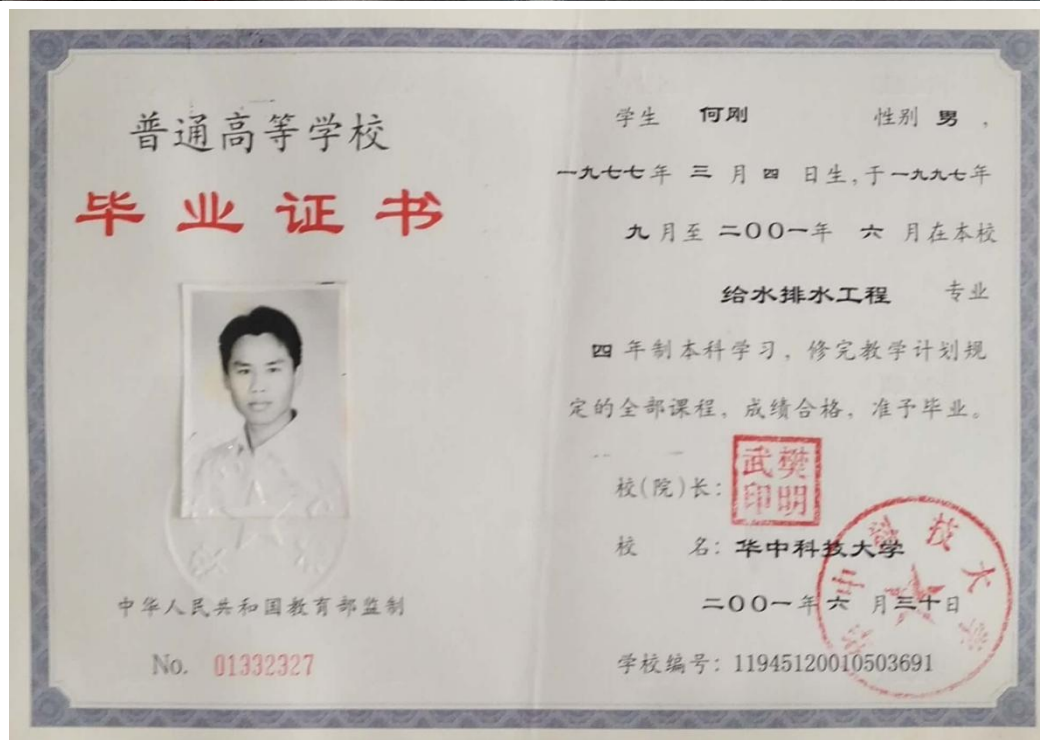 普通高等学校
毕业证书
中华人民共和国教育部监制
No. 01332327
学生 何刚 性别 男，
一九七七年 三 月 四 日生，于一九九七年
九 月至 二〇〇一年 六 月在本校
给水排水工程 专业
四 年制本科学习，修完教学计划规
定的全部课程，成绩合格，准予毕业。
校(院)长：
樊明武印
校 名：华中科技大学
二〇〇一年 六 月三十日
学校编号：11945120010503691
华中科技大学